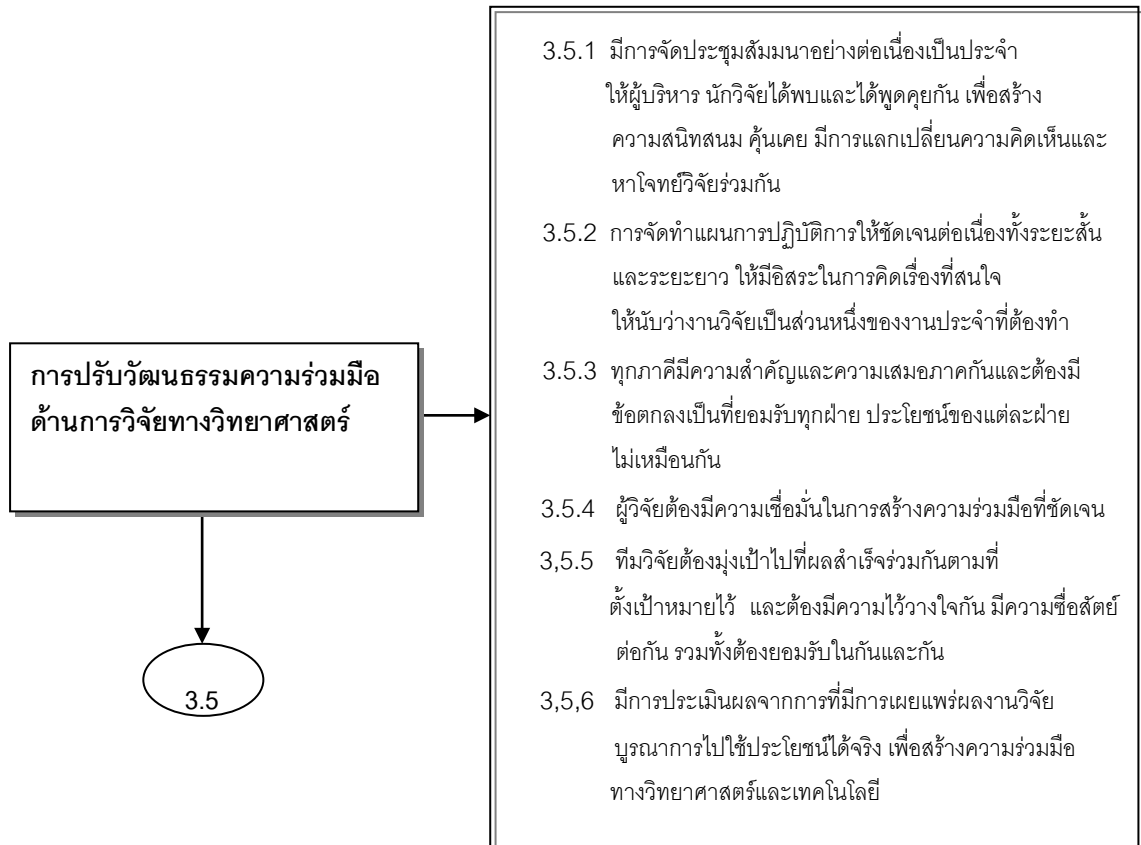 3.5.1 มีการจัดประชุมสัมมนาอย่างต่อเนื่องเป็นประจำ
ให้ผู้บริหาร นักวิจัยได้พบและได้พูดคุยกัน เพื่อสร้าง
ความสนิทสนม คุ้นเคย มีการแลกเปลี่ยนความคิดเห็นและ
หาโจทย์วิจัยร่วมกัน
3.5.2 การจัดทำแผนการปฏิบัติการให้ชัดเจนต่อเนื่องทั้งระยะสั้น
และระยะยาว ให้มีอิสระในการคิดเรื่องที่สนใจ
ให้นับว่างานวิจัยเป็นส่วนหนึ่งของงานประจำที่ต้องทำ
การปรับวัฒนธรรมความร่วมมือ
ด้านการวิจัยทางวิทยาศาสตร์
3.5.3 ทุกภาคีมีความสำคัญและความเสมอภาคกันและต้องมี
ข้อตกลงเป็นที่ยอมรับทุกฝ่าย ประโยชน์ของแต่ละฝ่าย
ไม่เหมือนกัน
3.5.4 ผู้วิจัยต้องมีความเชื่อมั่นในการสร้างความร่วมมือที่ชัดเจน
3,5.5 ทีมวิจัยต้องมุ่งเป้าไปที่ผลสำเร็จร่วมกันตามที่
ตั้งเป้าหมายไว้ และต้องมีความไว้วางใจกัน มีความซื่อสัตย์
ต่อกัน รวมทั้งต้องยอมรับในกันและกัน
3.5
3,5,6 มีการประเมินผลจากการที่มีการเผยแพร่ผลงานวิจัย
บูรณาการไปใช้ประโยชน์ได้จริง เพื่อสร้างความร่วมมือ
ทางวิทยาศาสตร์และเทคโนโลยี